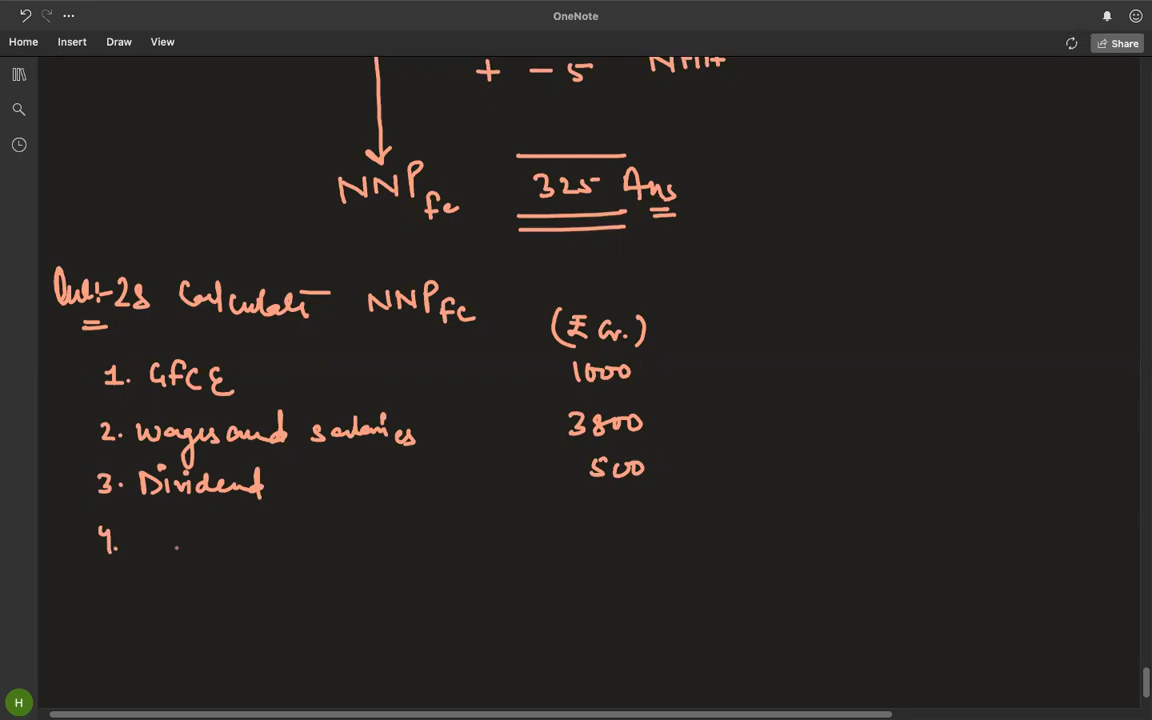 OneNote
Home Insert Draw View
Share
+ - 5
NNPfc 325 Ans
Que:- 28 Calculate NNPfc
(₹ Cr.)
1. GFCE 1000
2. Wages and salaries 3800
3. Dividend 500
4.
H